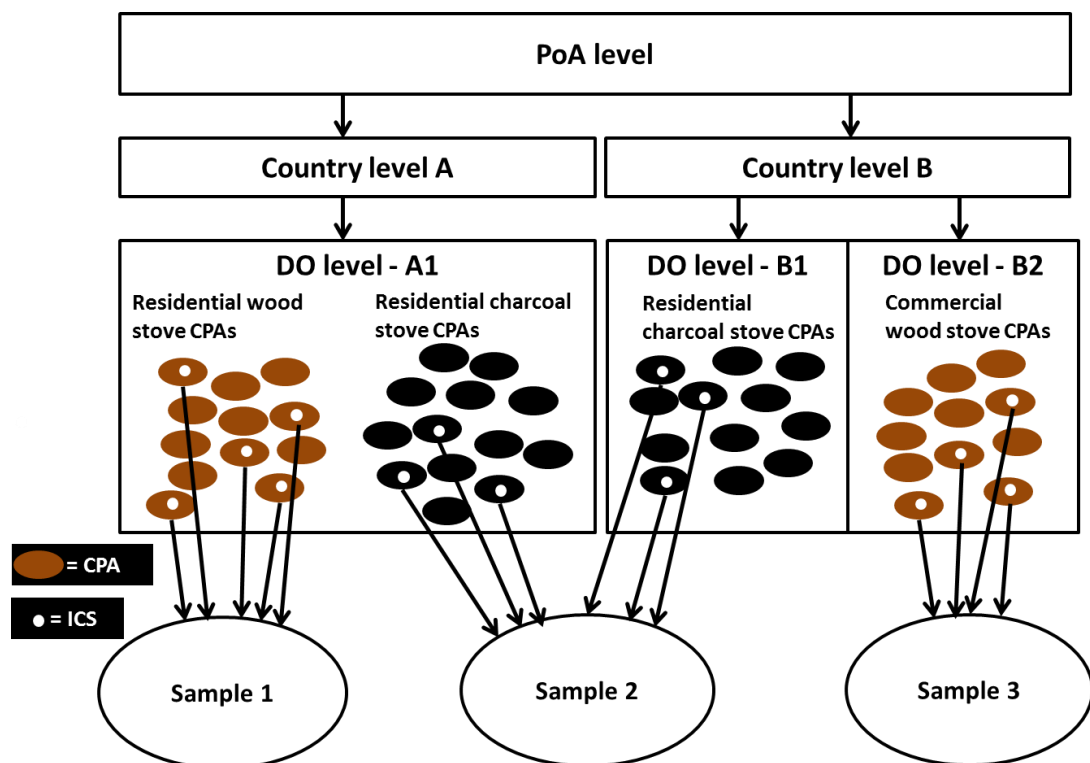 PoA level
Country level A
Country level B
DO level - A1
DO level - B1
DO level - B2
Residential wood
stove CPAs
Residential charcoal
stove CPAs
Residential
charcoal stove CPAs
Commercial
wood stove CPAs
= CPA
= ICS
Sample 1
Sample 2
Sample 3